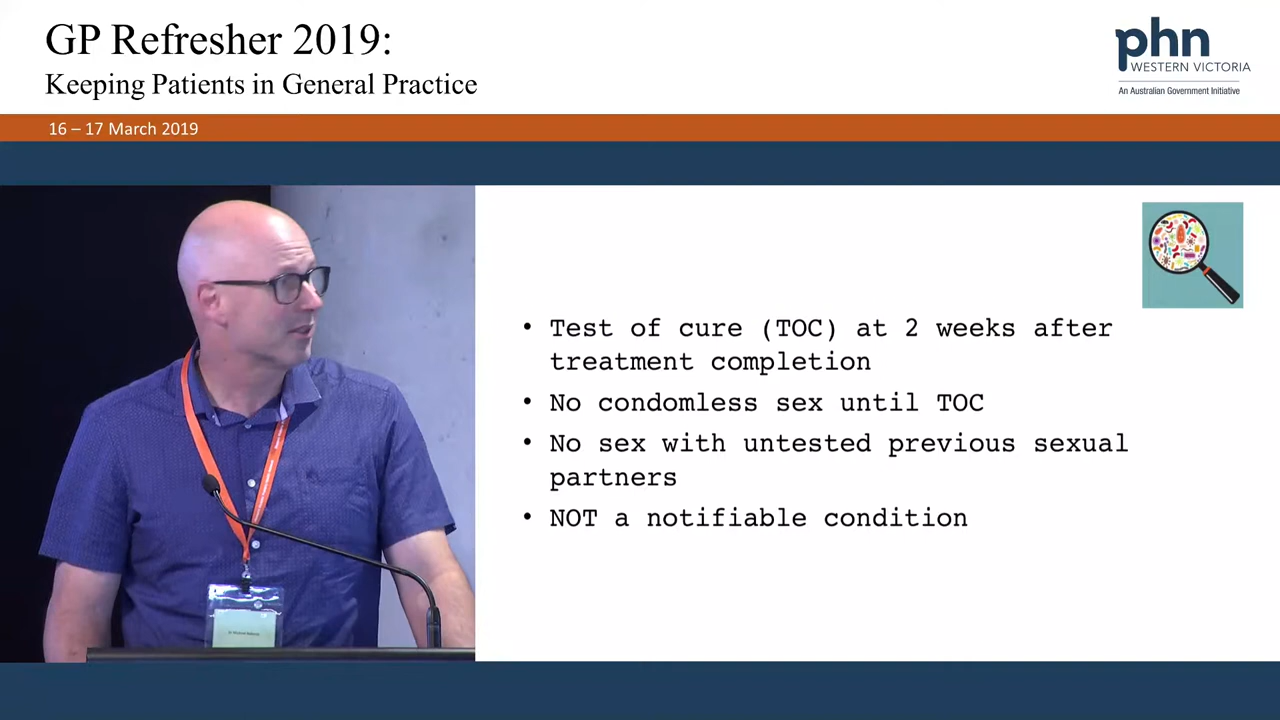 GP Refresher 2019:
Keeping Patients in General Practice
phn
WESTERN VICTORIA
An Australian Government Initiative
16 – 17 March 2019
• Test of cure (TOC) at 2 weeks after
treatment completion
• No condomless sex until TOC
• No sex with untested previous sexual
partners
• NOT a notifiable condition